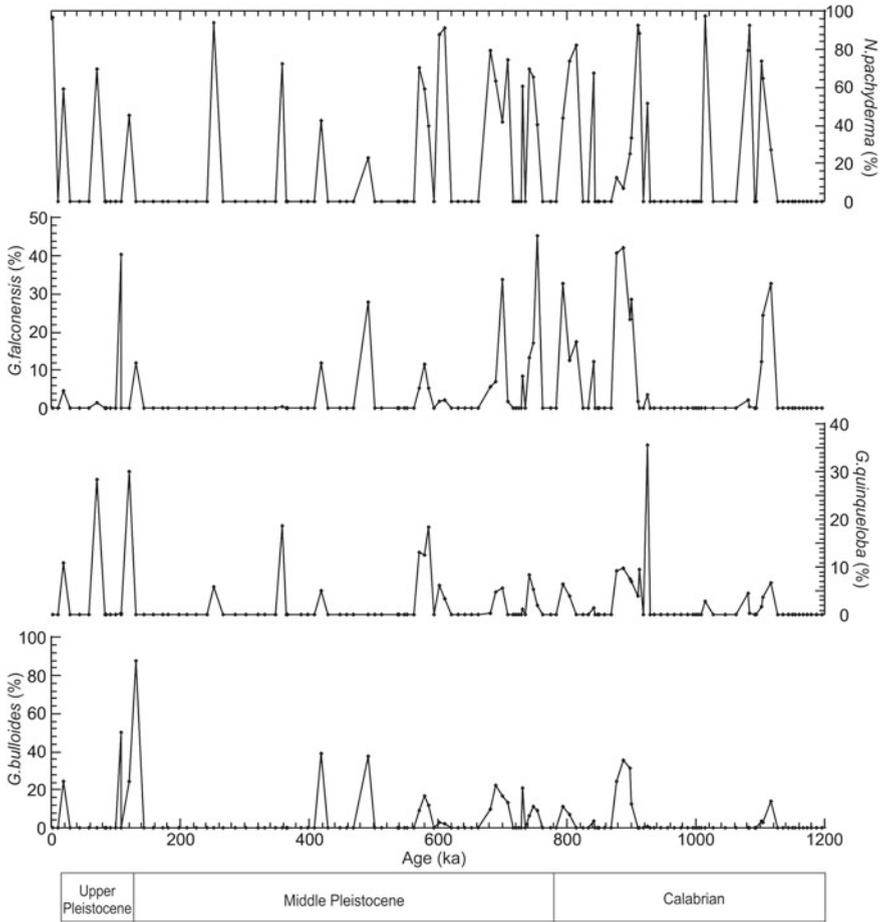 100
80
60
40
20
0
N.pachyderma (%)
50
40
30
20
10
0
G.falconensis (%)
40
30
20
10
0
G.quinqueloba (%)
100
80
60
40
20
0
G.bulloides (%)
0 200 400 600 800 1000 1200
Age (ka)
Upper
Pleistocene
Middle Pleistocene
Calabrian